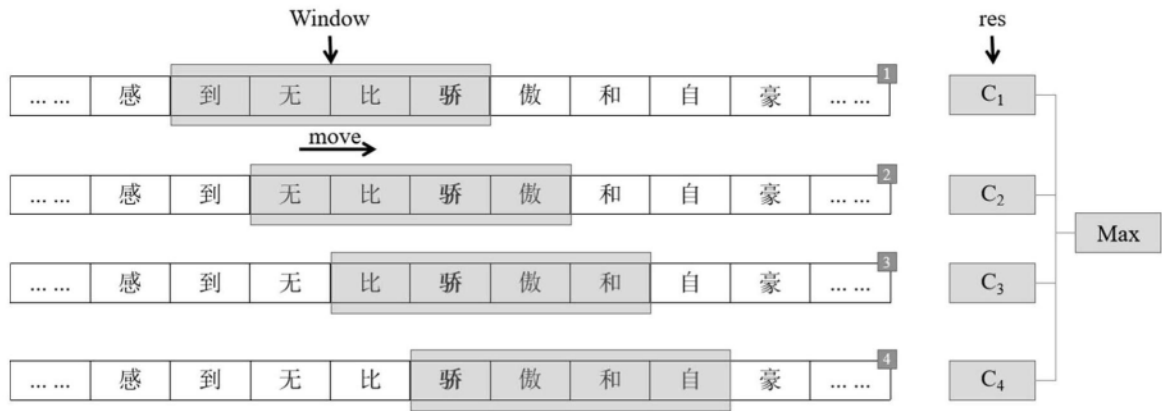 Window res
... ... 感 到 无 比 骄 傲 和 自 豪 ... ... 1 C1
move
... ... 感 到 无 比 骄 傲 和 自 豪 ... ... 2 C2
Max
... ... 感 到 无 比 骄 傲 和 自 豪 ... ... 3 C3
... ... 感 到 无 比 骄 傲 和 自 豪 ... ... 4 C4